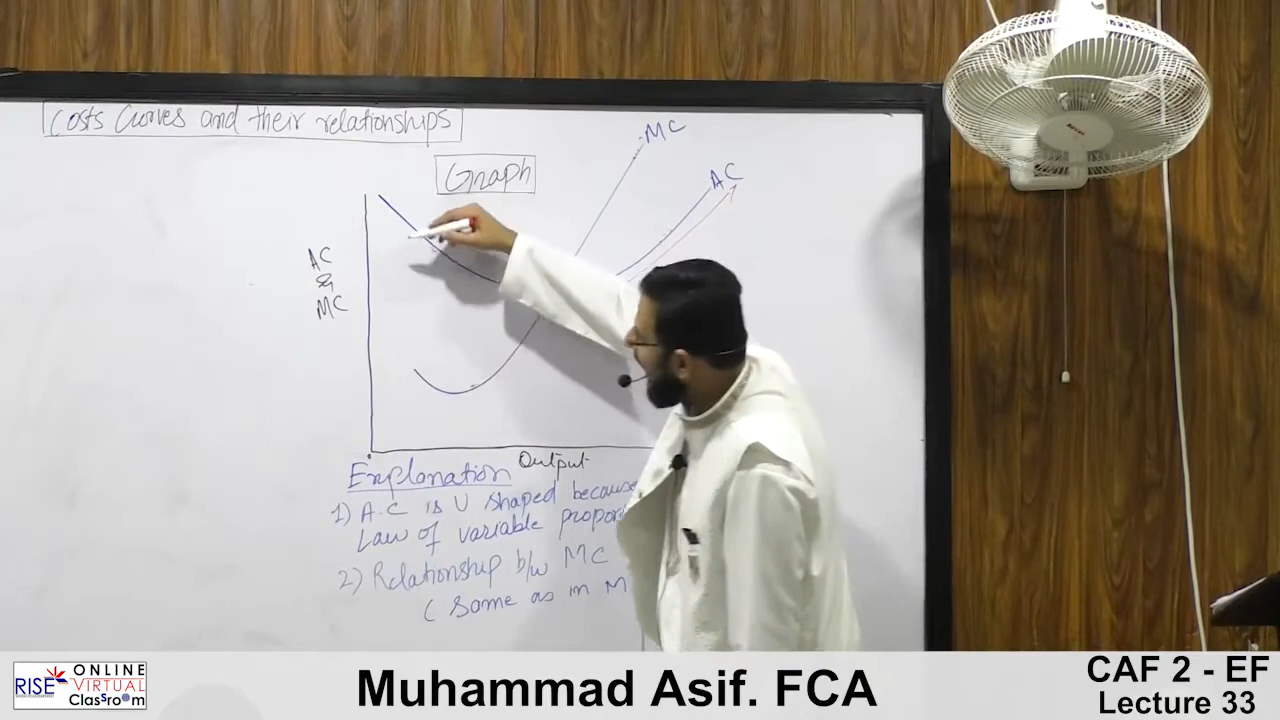 Costs Curves and their relationships
Graph
MC
AC
AC
&
MC
Output
Explanation
1) A.C is U shaped because
Law of variable propor
2) Relationship b/w MC
( Same as in M
RISE ONLINE
VIRTUAL
Classroom
Muhammad Asif. FCA
CAF 2 - EF
Lecture 33